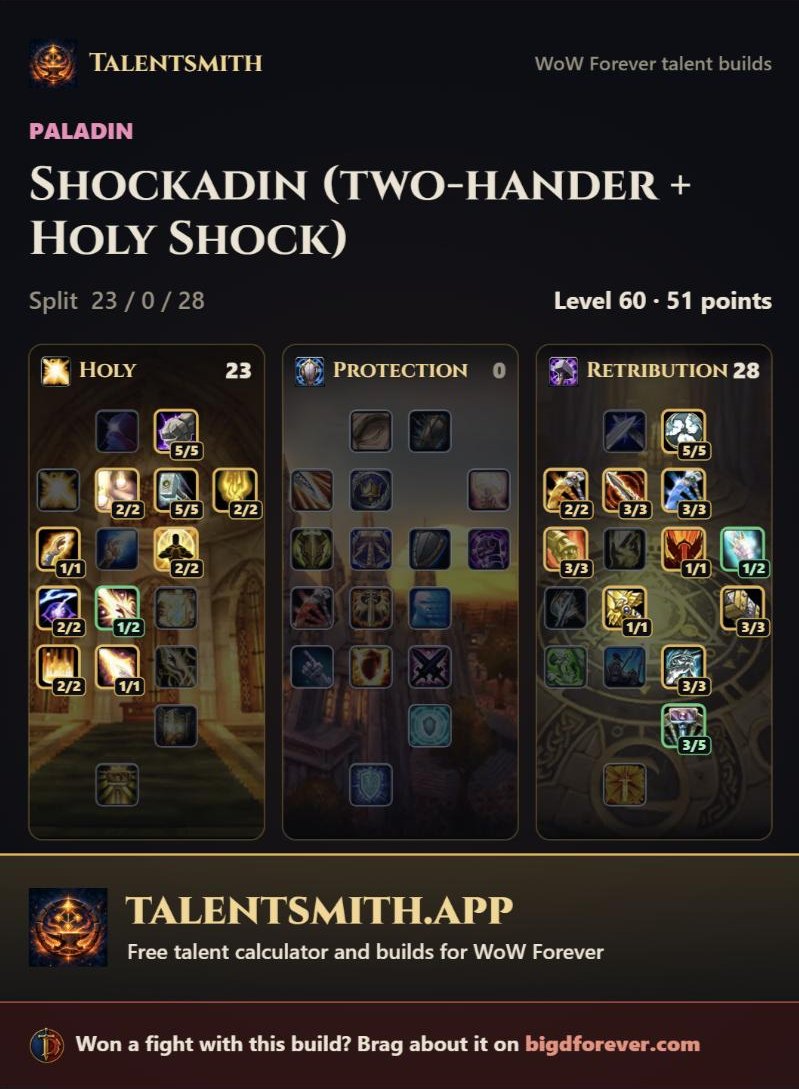 TALENTSMITH
WoW Forever talent builds
PALADIN
SHOCKADIN (TWO-HANDER +
HOLY SHOCK)
Split 23 / 0 / 28
Level 60 · 51 points
HOLY 23
PROTECTION 0
RETRIBUTION 28
5/5
5/5
2/2 5/5 2/2
2/2 3/3 3/3
1/1 2/2
3/3 1/1 1/2
2/2 1/2
1/1 3/3
2/2 1/1
3/3
3/5
TALENTSMITH.APP
Free talent calculator and builds for WoW Forever
Won a fight with this build? Brag about it on bigdforever.com